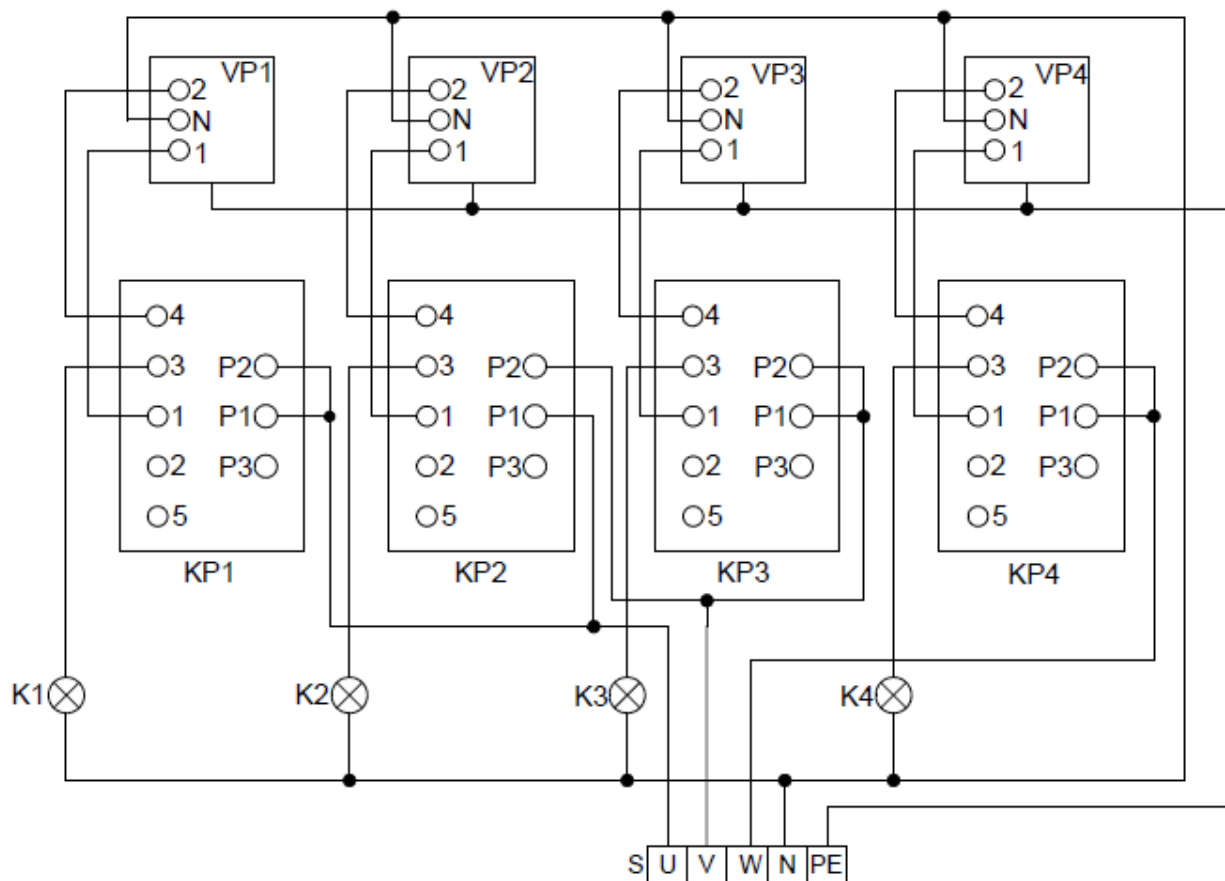 VP1 VP2 VP3 VP4
2 2 2 2
N N N N
1 1 1 1
4 4 4 4
3 P2 3 P2 3 P2 3 P2
1 P1 1 P1 1 P1 1 P1
2 P3 2 P3 2 P3 2 P3
5 5 5 5
KP1 KP2 KP3 KP4
K1 K2 K3 K4
S U V W N PE